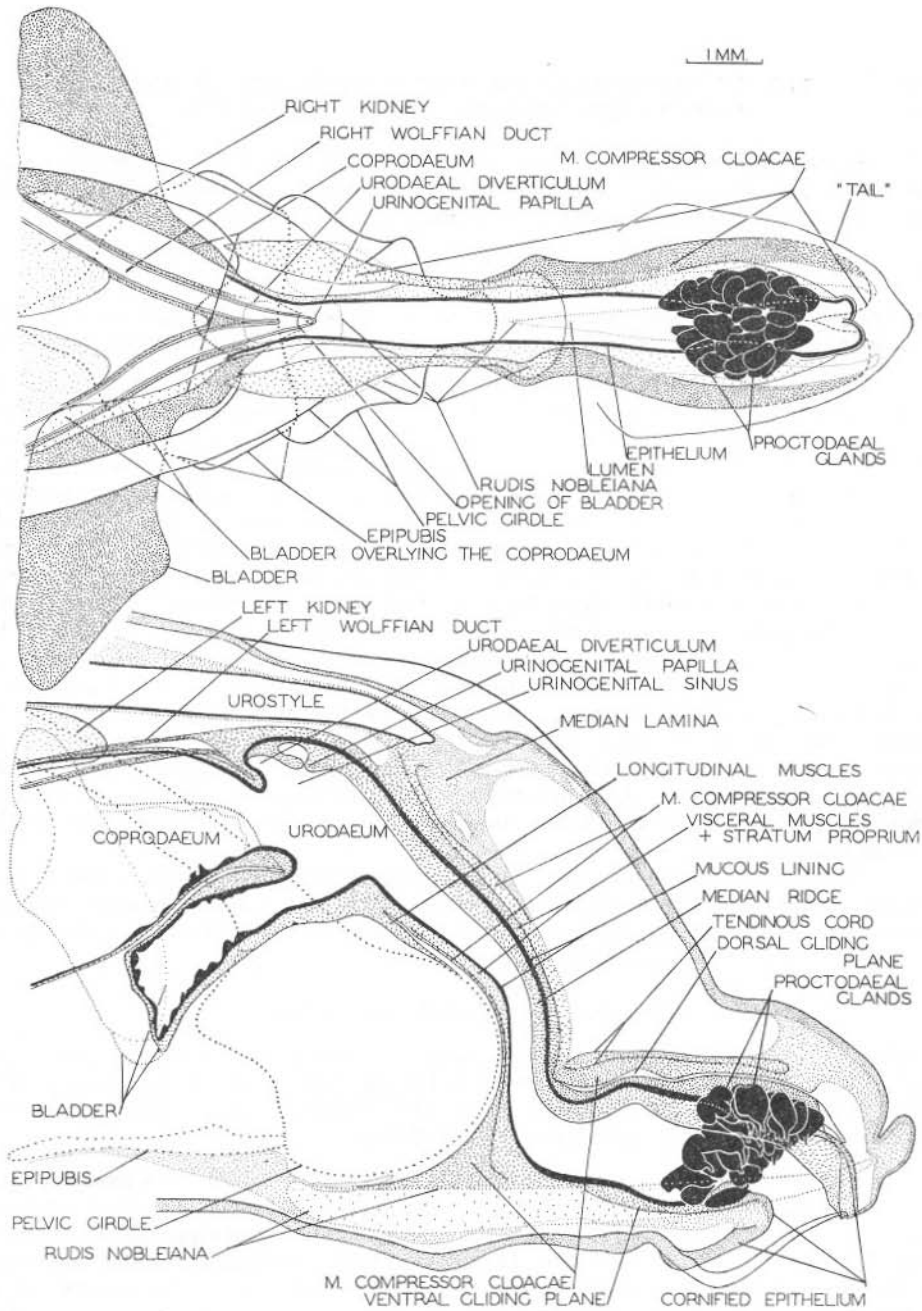 1 MM.
RIGHT KIDNEY
RIGHT WOLFFIAN DUCT
COPRODAEUM
M. COMPRESSOR CLOACAE
URODAEAL DIVERTICULUM
"TAIL"
URINOGENITAL PAPILLA
EPITHELIUM
PROCTODAEAL
GLANDS
LUMEN
RUDIS NOBLEIANA
OPENING OF BLADDER
PELVIC GIRDLE
EPIPUBIS
BLADDER OVERLYING THE COPRODAEUM
BLADDER
LEFT KIDNEY
LEFT WOLFFIAN DUCT
URODAEAL DIVERTICULUM
URINOGENITAL PAPILLA
URINOGENITAL SINUS
UROSTYLE
MEDIAN LAMINA
LONGITUDINAL MUSCLES
M. COMPRESSOR CLOACAE
VISCERAL MUSCLES
+ STRATUM PROPRIUM
COPRODAEUM
URODAEUM
MUCOUS LINING
MEDIAN RIDGE
TENDINOUS CORD
DORSAL GLIDING
PLANE
PROCTODAEAL
GLANDS
BLADDER
EPIPUBIS
PELVIC GIRDLE
RUDIS NOBLEIANA
M. COMPRESSOR CLOACAE
VENTRAL GLIDING PLANE
CORNIFIED EPITHELIUM